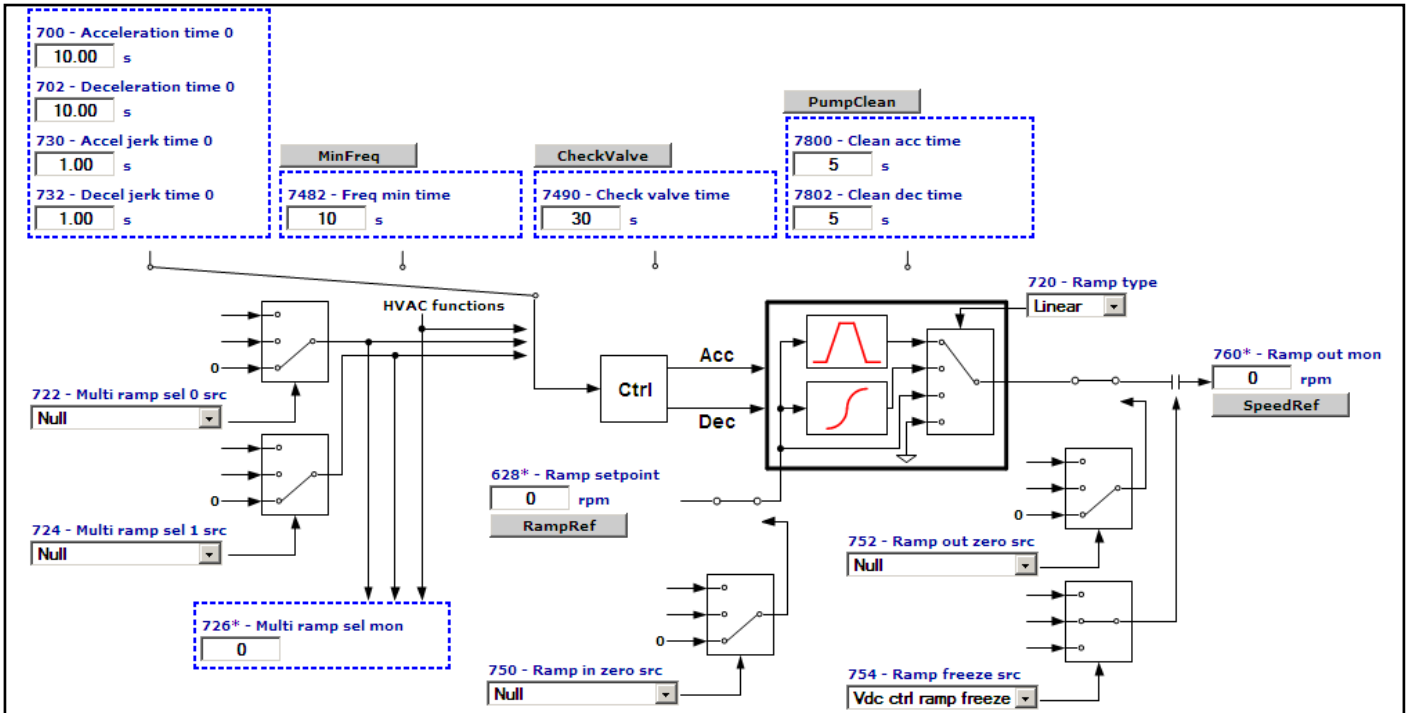 700 - Acceleration time 0
10.00 s
702 - Deceleration time 0
10.00 s
730 - Accel jerk time 0
1.00 s
732 - Decel jerk time 0
1.00 s
MinFreq
7482 - Freq min time
10 s
CheckValve
7490 - Check valve time
30 s
PumpClean
7800 - Clean acc time
5 s
7802 - Clean dec time
5 s
HVAC functions
0
722 - Multi ramp sel 0 src
Null
0
724 - Multi ramp sel 1 src
Null
726* - Multi ramp sel mon
0
Ctrl
Acc
Dec
628* - Ramp setpoint
0 rpm
RampRef
0
750 - Ramp in zero src
Null
720 - Ramp type
Linear
760* - Ramp out mon
0 rpm
SpeedRef
0
752 - Ramp out zero src
Null
754 - Ramp freeze src
Vdc ctrl ramp freeze